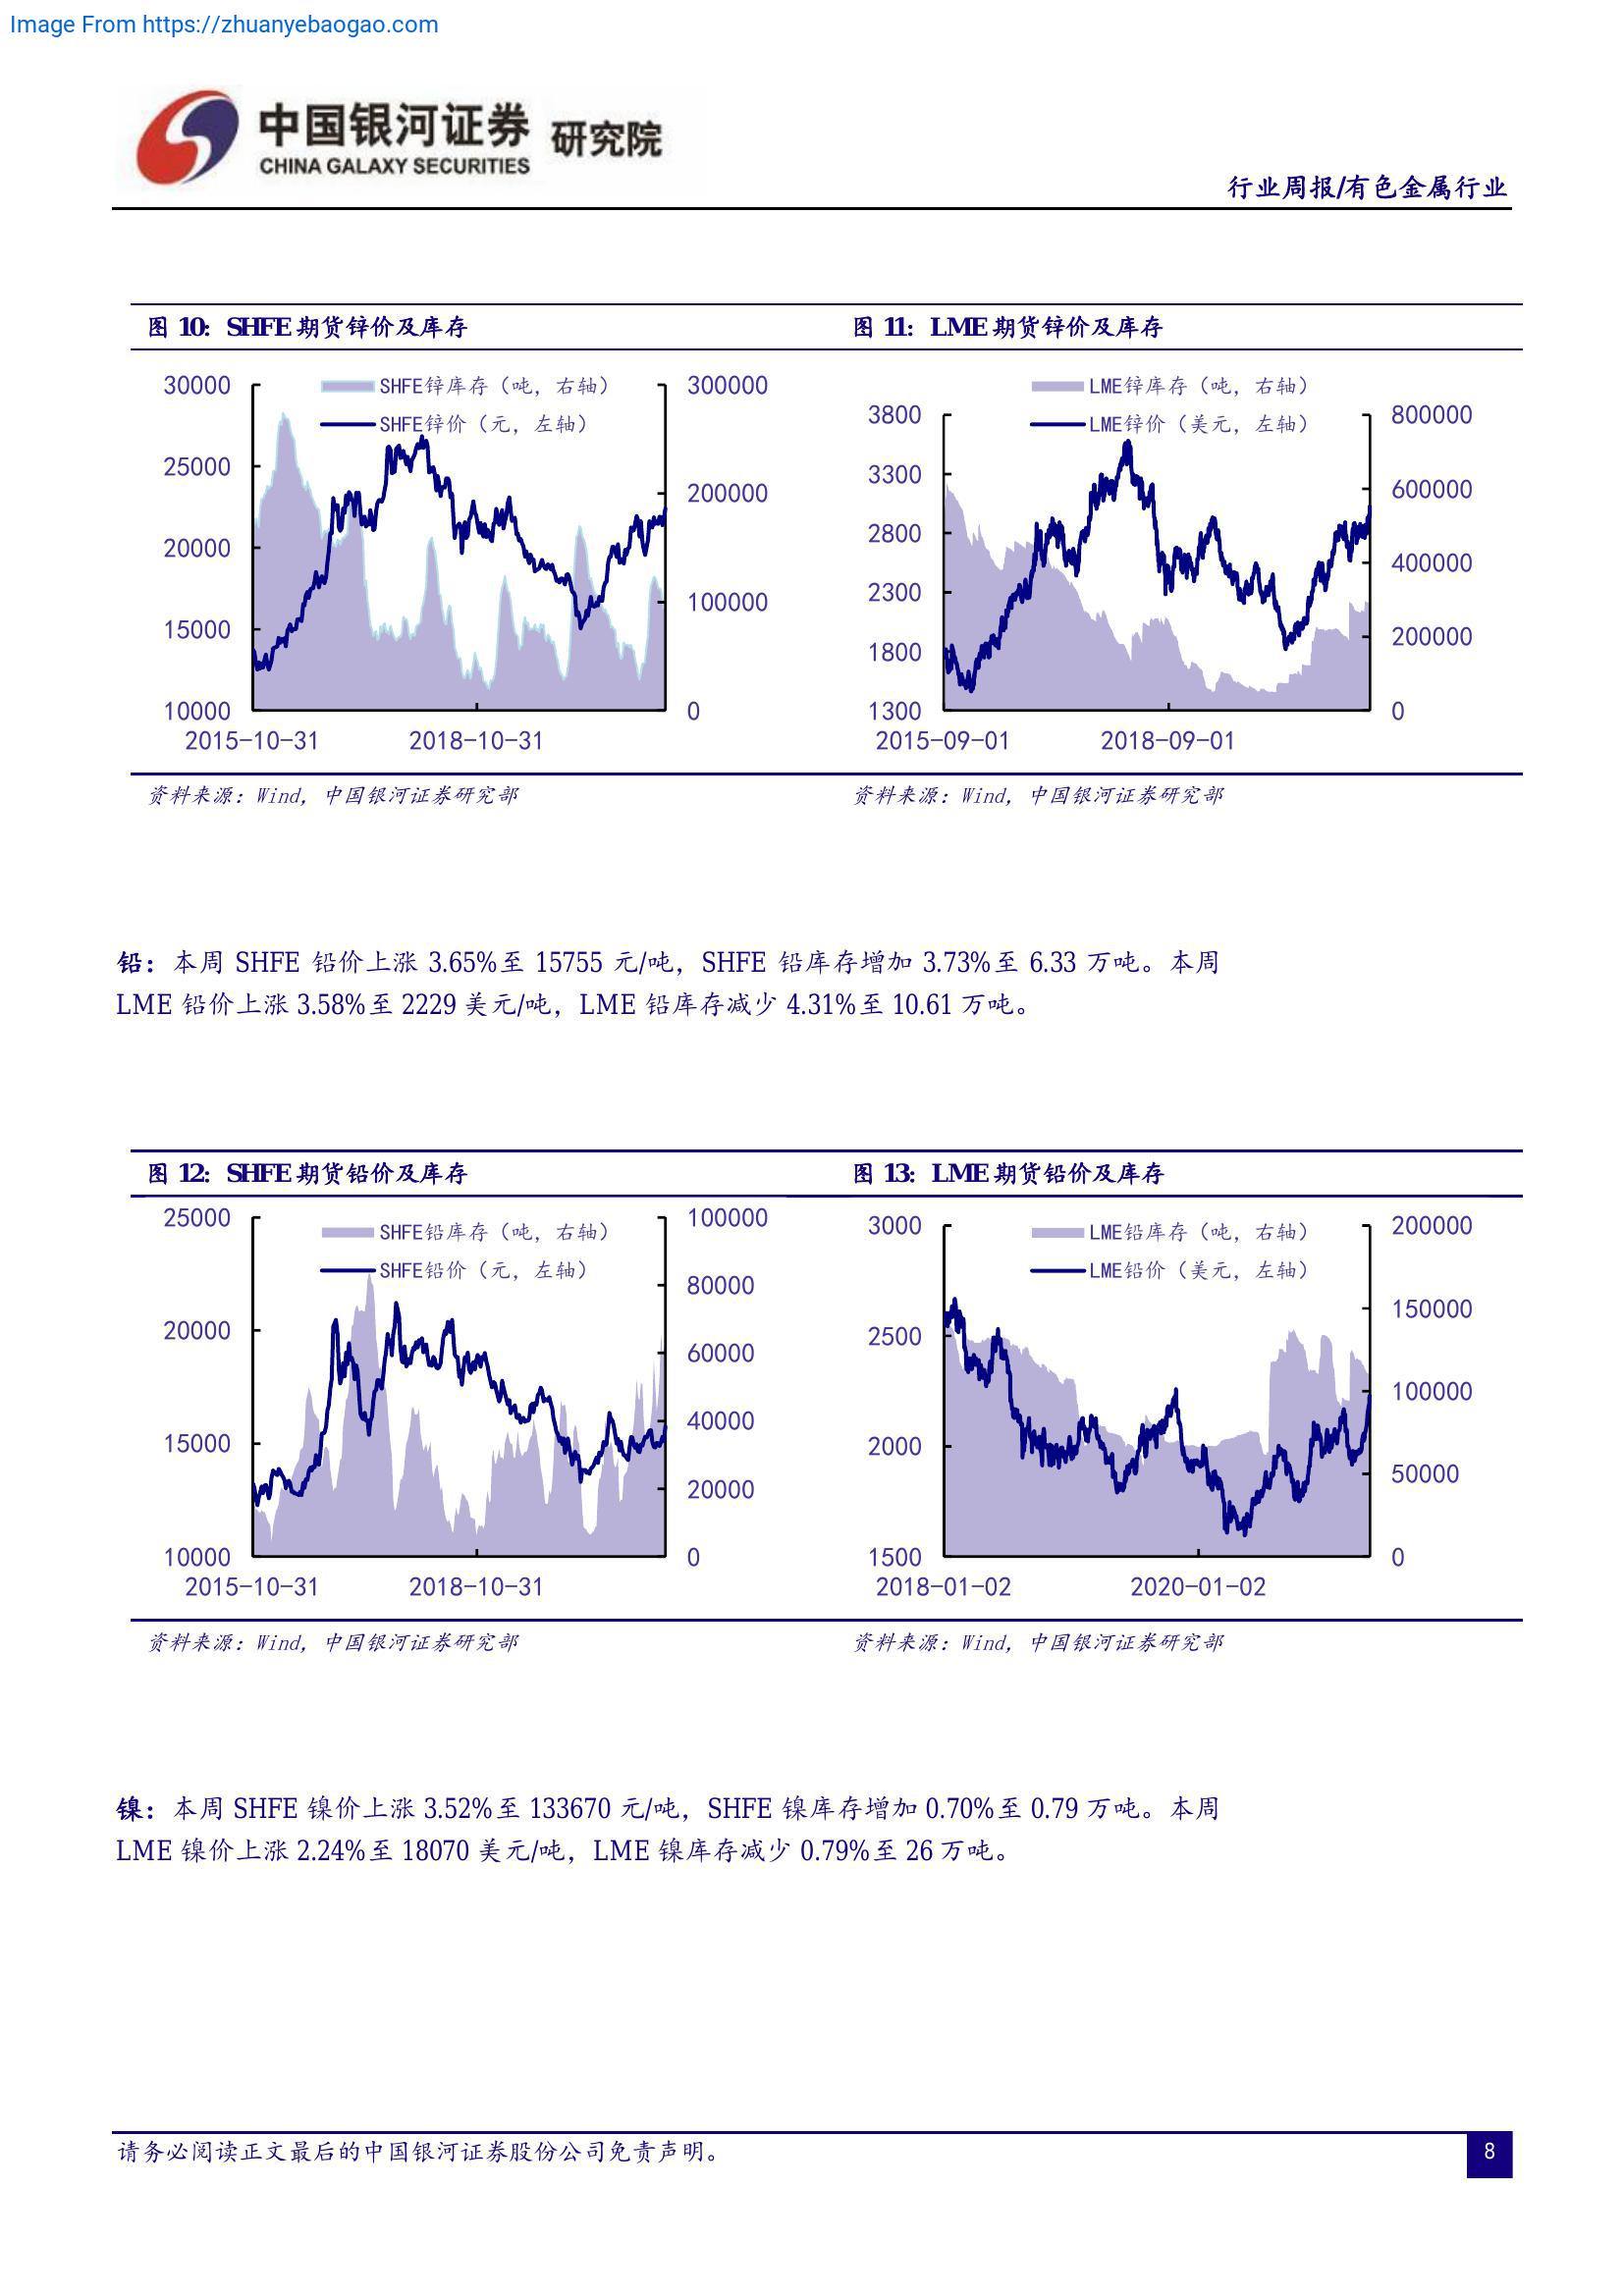 Image From https://zhuanyebaogao.com
中国银河证券 研究院
CHINA GALAXY SECURITIES
行业周报/有色金属行业
图 10: SHFE 期货锌价及库存
SHFE锌库存（吨，右轴）
SHFE锌价（元，左轴）
30000
25000
20000
15000
10000
300000
200000
100000
0
2015-10-31
2018-10-31
资料来源：Wind，中国银河证券研究部
图 11: LME 期货锌价及库存
LME锌库存（吨，右轴）
LME锌价（美元，左轴）
3800
3300
2800
2300
1800
1300
800000
600000
400000
200000
0
2015-09-01
2018-09-01
资料来源：Wind，中国银河证券研究部
铅：本周 SHFE 铅价上涨 3.65%至 15755 元/吨，SHFE 铅库存增加 3.73%至 6.33 万吨。本周
LME 铅价上涨 3.58%至 2229 美元/吨，LME 铅库存减少 4.31%至 10.61 万吨。
图 12: SHFE 期货铅价及库存
SHFE铅库存（吨，右轴）
SHFE铅价（元，左轴）
25000
20000
15000
10000
100000
80000
60000
40000
20000
0
2015-10-31
2018-10-31
资料来源：Wind，中国银河证券研究部
图 13: LME 期货铅价及库存
LME铅库存（吨，右轴）
LME铅价（美元，左轴）
3000
2500
2000
1500
200000
150000
100000
50000
0
2018-01-02
2020-01-02
资料来源：Wind，中国银河证券研究部
镍：本周 SHFE 镍价上涨 3.52%至 133670 元/吨，SHFE 镍库存增加 0.70%至 0.79 万吨。本周
LME 镍价上涨 2.24%至 18070 美元/吨，LME 镍库存减少 0.79%至 26 万吨。
请务必阅读正文最后的中国银河证券股份公司免责声明。
8